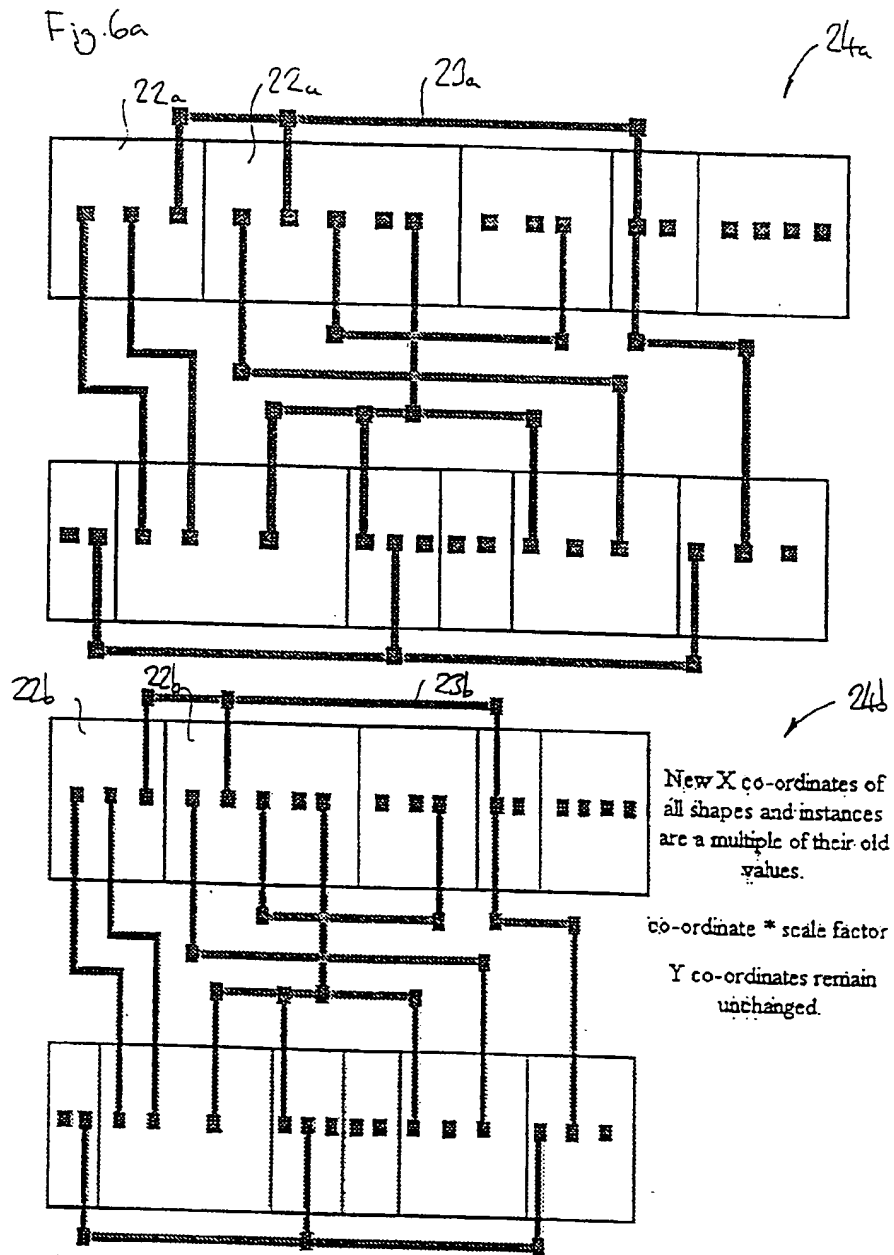 Fig.6a
24a
22a
22a
23a
22b
22b
23b
24b
New X co-ordinates of
all shapes and instances
are a multiple of their old
values.
co-ordinate * scale factor
Y co-ordinates remain
unchanged.